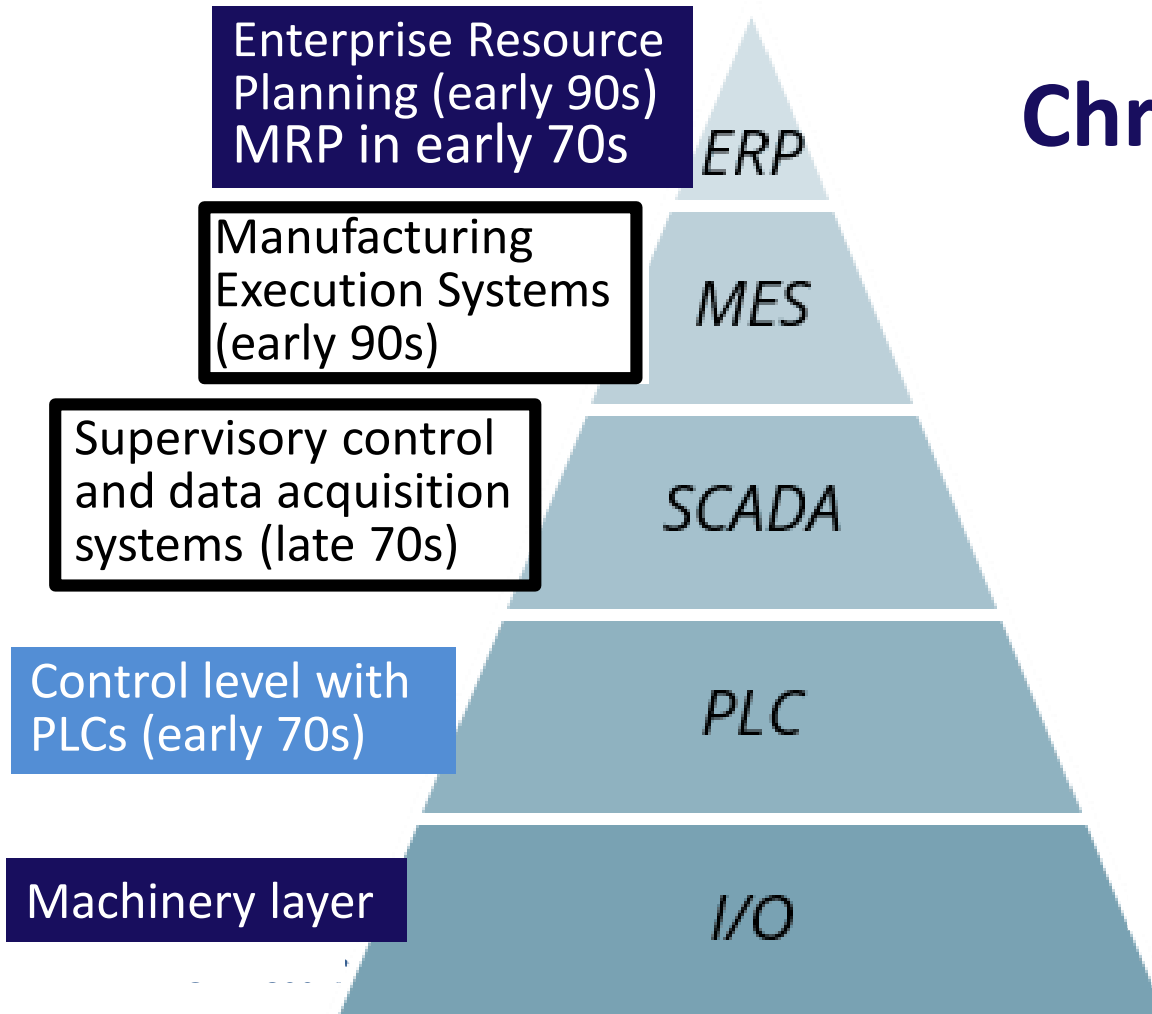 Enterprise Resource
Planning (early 90s)
MRP in early 70s
ERP
Manufacturing
Execution Systems
(early 90s)
MES
Supervisory control
and data acquisition
systems (late 70s)
SCADA
Control level with
PLCs (early 70s)
PLC
Machinery layer
I/O